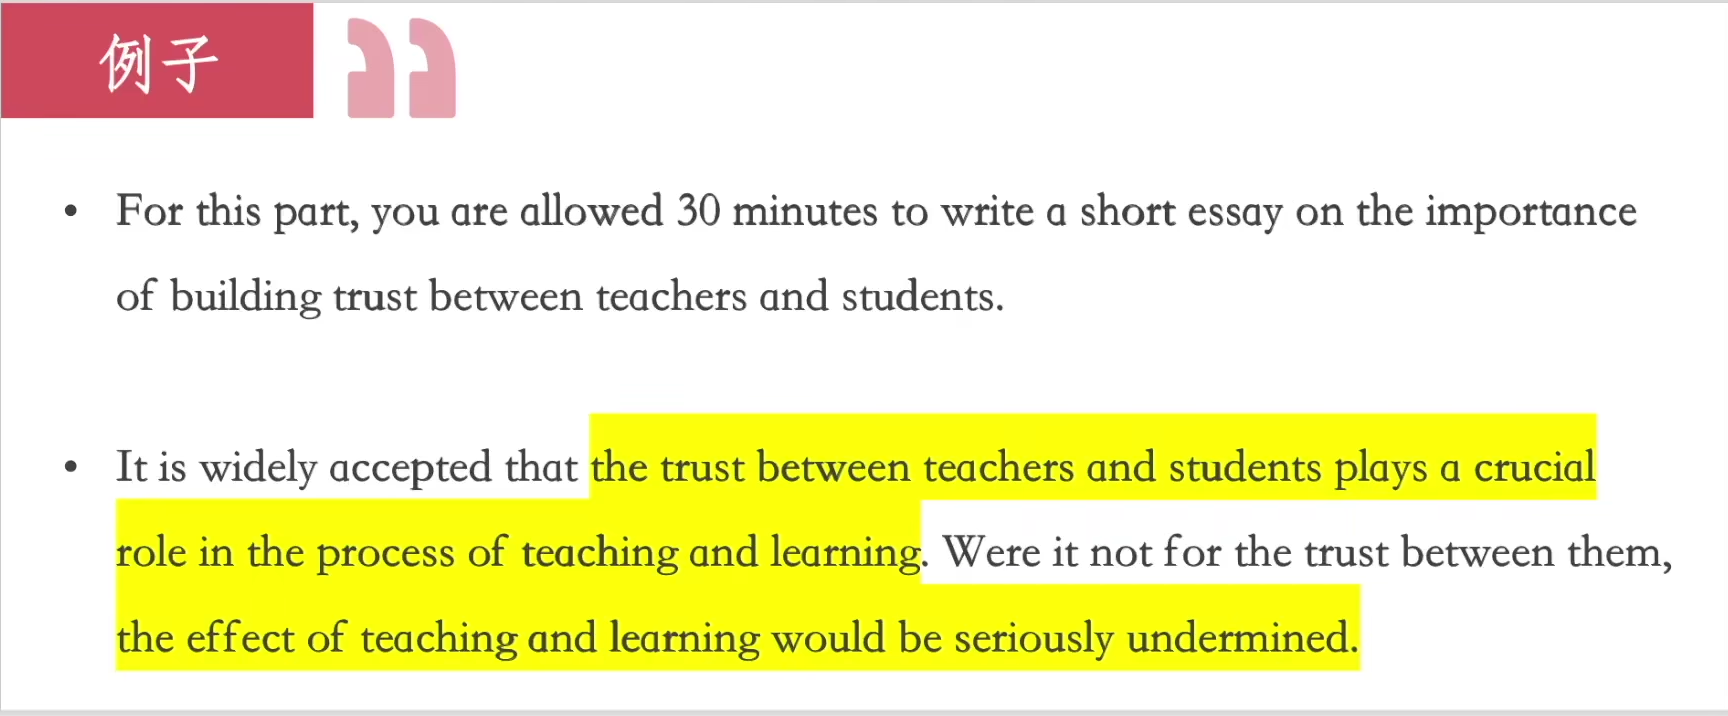 例子
• For this part, you are allowed 30 minutes to write a short essay on the importance
of building trust between teachers and students.
• It is widely accepted that the trust between teachers and students plays a crucial
role in the process of teaching and learning. Were it not for the trust between them,
the effect of teaching and learning would be seriously undermined.